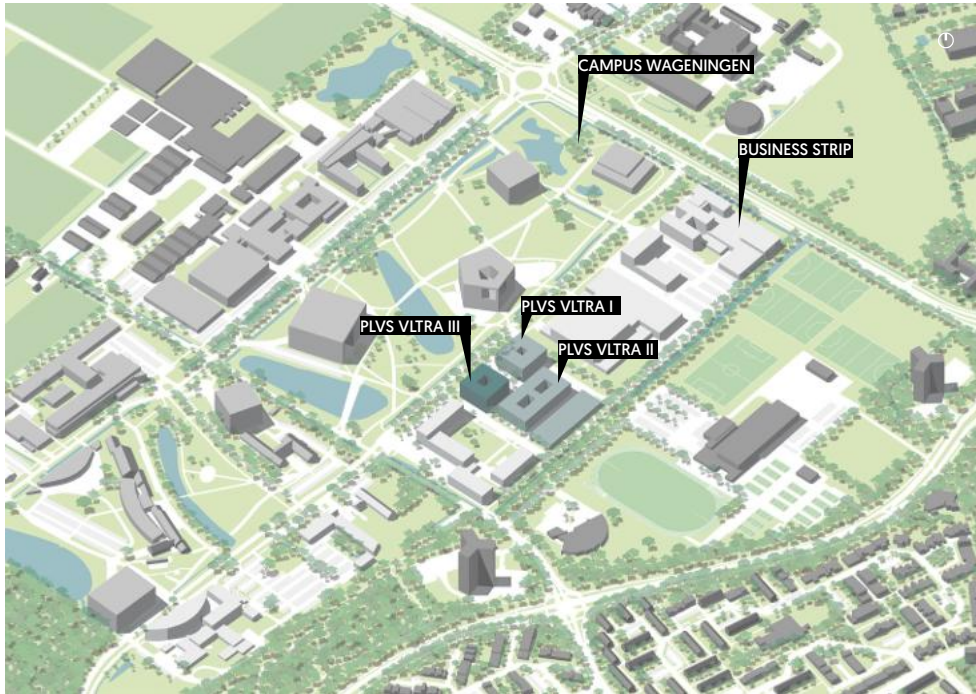 CAMPUS WAGENINGEN
BUSINESS STRIP
PLVS VLTRA I
PLVS VLTRA III
PLVS VLTRA II